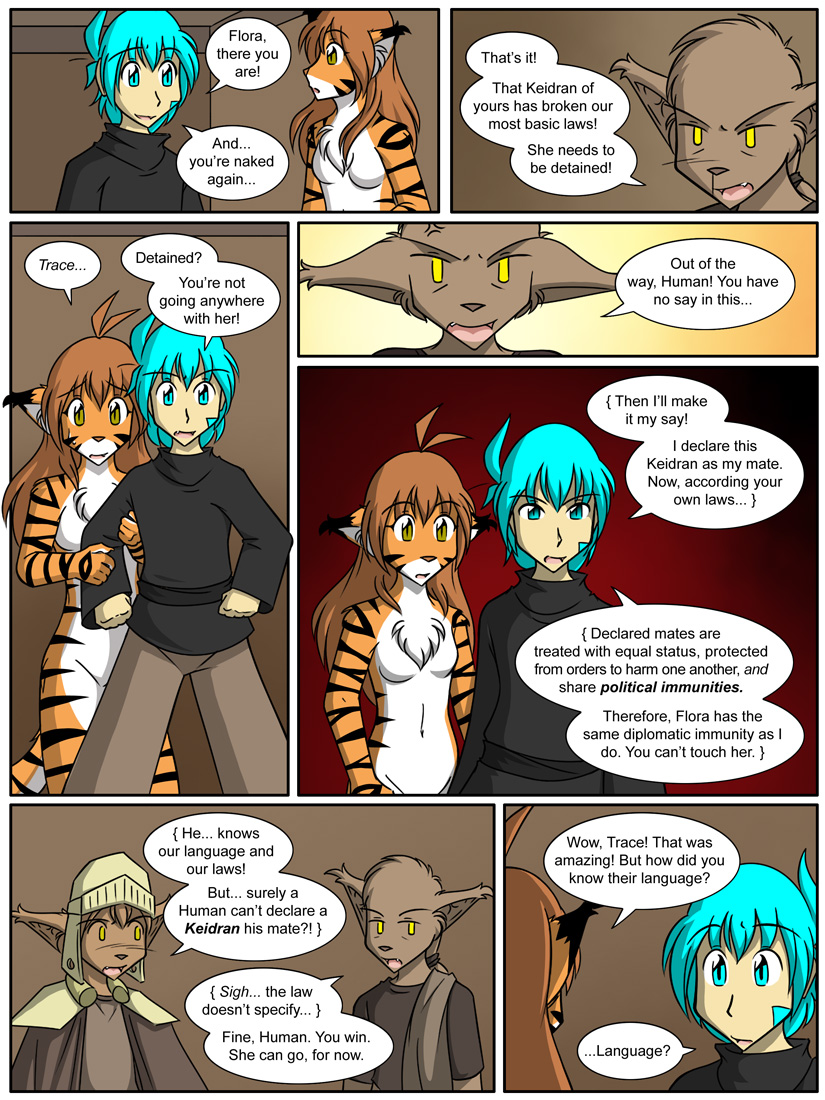 Flora,
there you
are!
And...
you're naked
again...
That's it!
That Keidran of
yours has broken our
most basic laws!
She needs to
be detained!
Trace...
Detained?
You're not
going anywhere
with her!
Out of the
way, Human! You have
no say in this...
{ Then I'll make
it my say!
I declare this
Keidran as my mate.
Now, according your
own laws... }
{ Declared mates are
treated with equal status, protected
from orders to harm one another, and
share political immunities.
Therefore, Flora has the
same diplomatic immunity as I
do. You can't touch her. }
{ He... knows
our language and
our laws!
But... surely a
Human can't declare a
Keidran his mate?! }
{ Sigh... the law
doesn't specify... }
Fine, Human. You win.
She can go, for now.
Wow, Trace! That was
amazing! But how did you
know their language?
...Language?